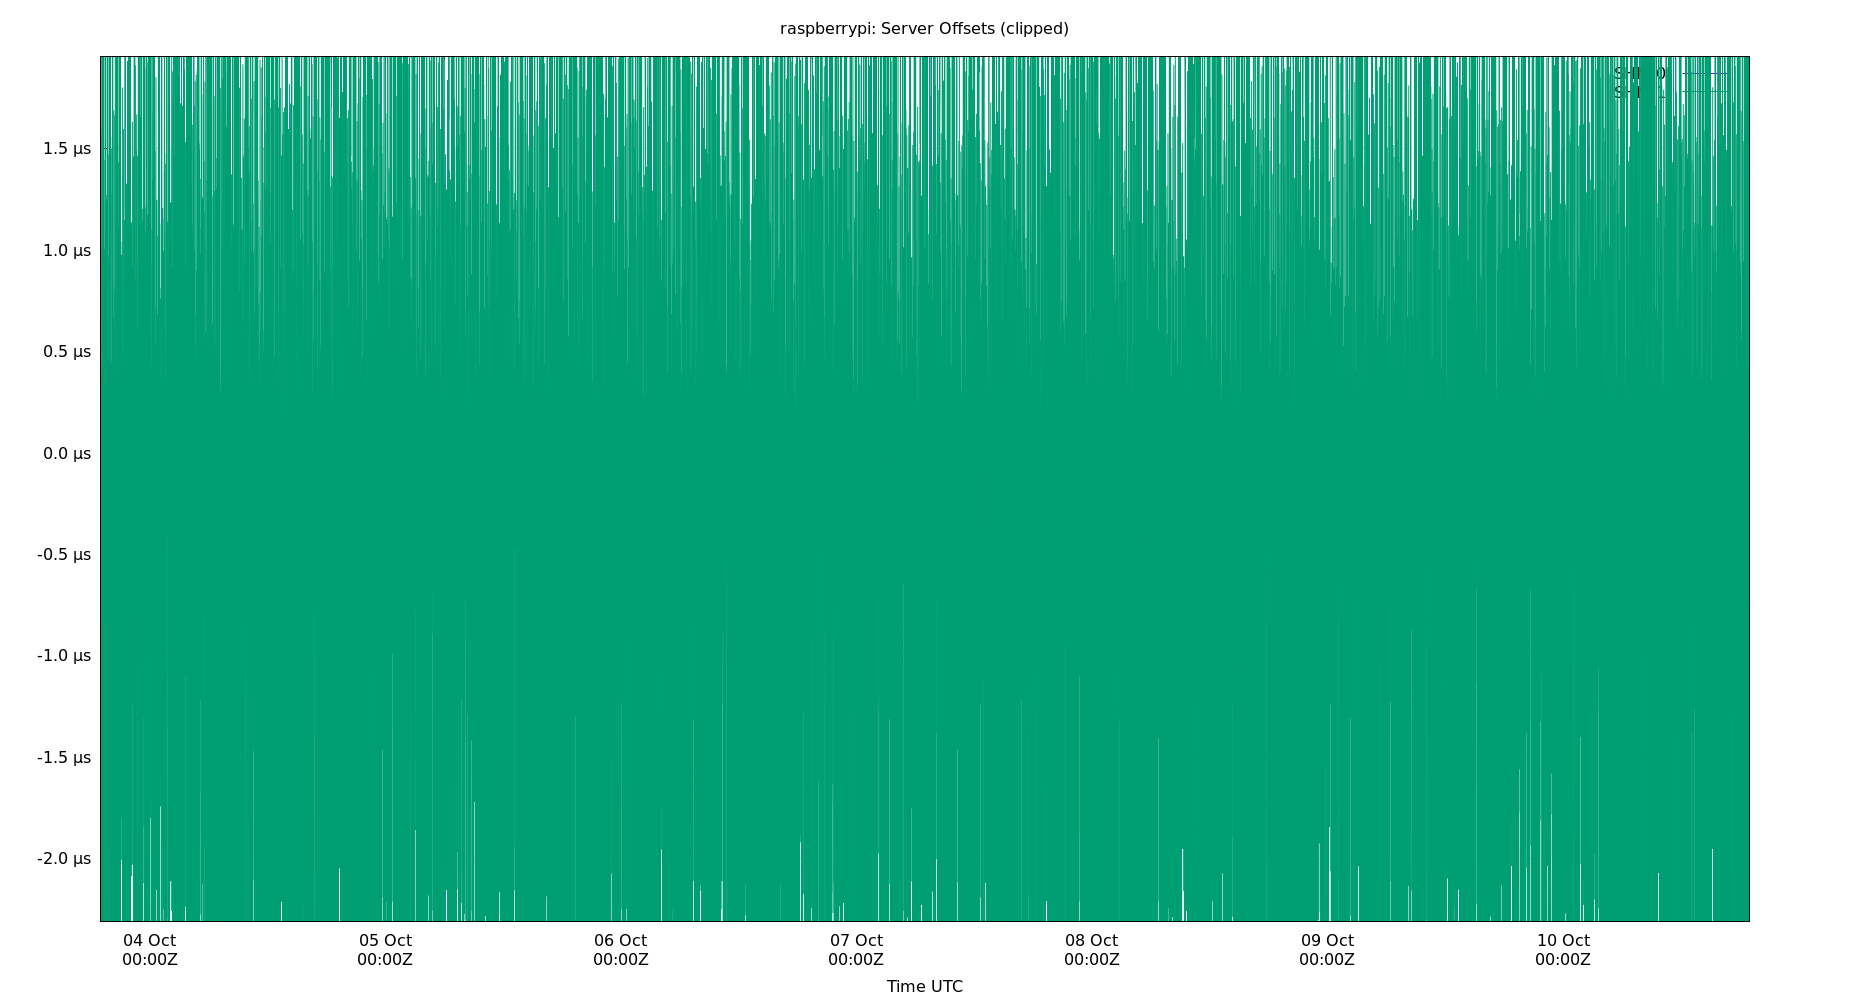 raspberrypi: Server Offsets (clipped)
1.5 µs
1.0 µs
0.5 µs
0.0 µs
-0.5 µs
-1.0 µs
-1.5 µs
-2.0 µs
04 Oct 05 Oct 06 Oct 07 Oct 08 Oct 09 Oct 10 Oct
00:00Z 00:00Z 00:00Z 00:00Z 00:00Z 00:00Z 00:00Z
Time UTC